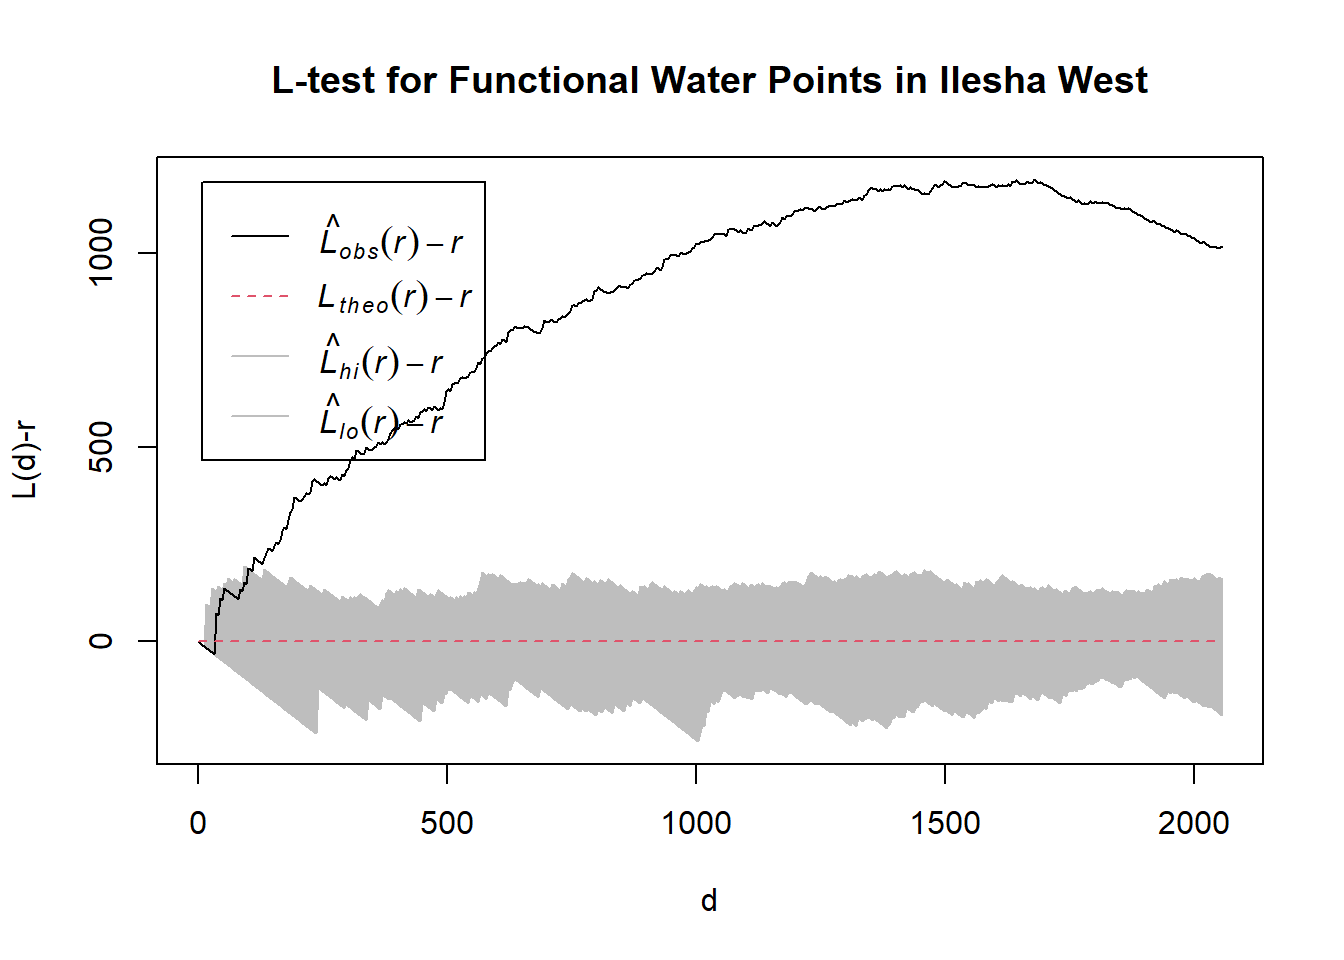 L-test for Functional Water Points in Ilesha West
L̂obs(r) − r
Ltheo(r) − r
L̂hi(r) − r
L̂lo(r) − r
L(d)-r
1000
500
0
0 500 1000 1500 2000
d